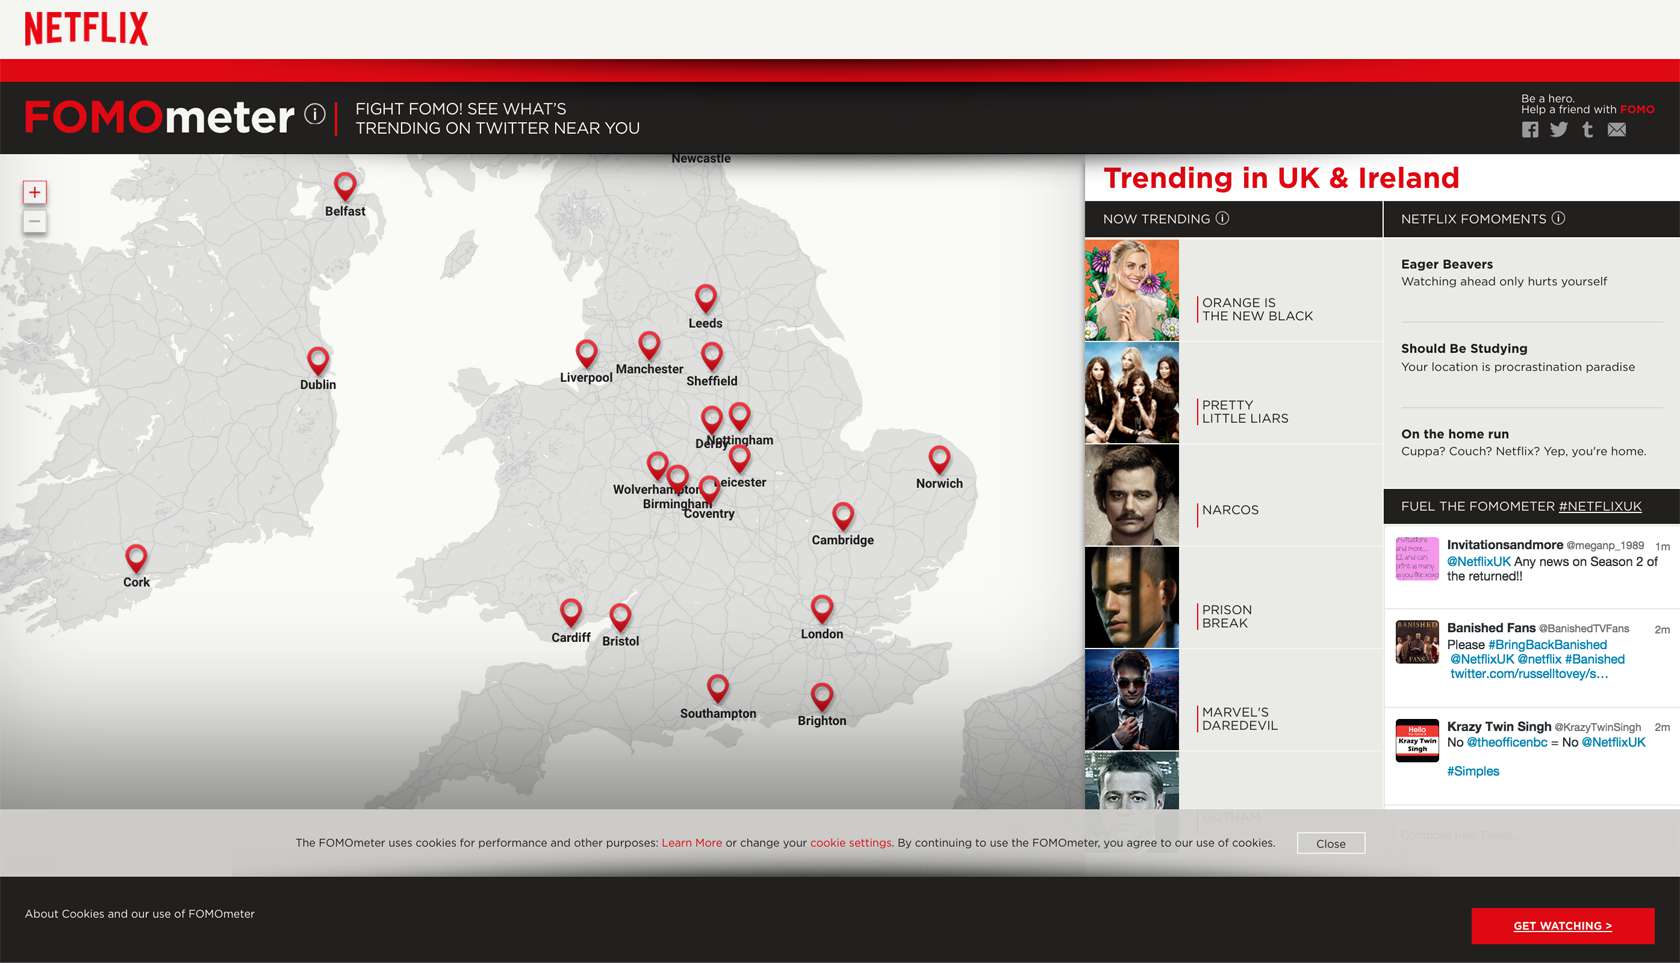 NETFLIX
FOMOmeter
FIGHT FOMO! SEE WHAT'S
TRENDING ON TWITTER NEAR YOU
Be a hero.
Help a friend with FOMO
+
−
Newcastle
Belfast
Leeds
Dublin
Liverpool
Manchester
Sheffield
Derby
Nottingham
Wolverhampton
Leicester
Birmingham
Coventry
Norwich
Cambridge
Cork
Cardiff
Bristol
London
Southampton
Brighton
Trending in UK & Ireland
NOW TRENDING
ORANGE IS
THE NEW BLACK
PRETTY
LITTLE LIARS
NARCOS
PRISON
BREAK
MARVEL'S
DAREDEVIL
GOTHAM
NETFLIX FOMOMENTS
Eager Beavers
Watching ahead only hurts yourself
Should Be Studying
Your location is procrastination paradise
On the home run
Cuppa? Couch? Netflix? Yep, you're home.
FUEL THE FOMOMETER #NETFLIXUK
Invitationsandmore @meganp_1989 1m
@NetflixUK Any news on Season 2 of
the returned!!
BANISHED
FANS
Banished Fans @BanishedTVFans 2m
Please #BringBackBanished
@NetflixUK @netflix #Banished
twitter.com/russelltovey/s…
Hello
Krazy Twin
Singh
Krazy Twin Singh @KrazyTwinSingh 2m
No @theofficenbc = No @NetflixUK
#Simples
The FOMOmeter uses cookies for performance and other purposes: Learn More or change your cookie settings. By continuing to use the FOMOmeter, you agree to our use of cookies.
Close
About Cookies and our use of FOMOmeter
GET WATCHING >